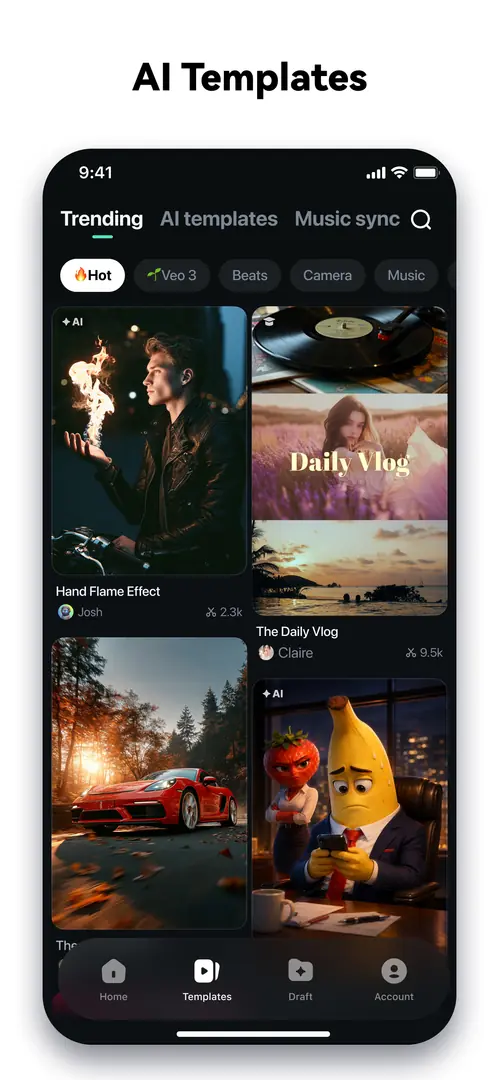 AI Templates
9:41
Trending AI templates Music sync
🔥Hot 🌱Veo 3 Beats Camera Music
AI
Daily Vlog
Hand Flame Effect
Josh 2.3k
The Daily Vlog
Claire 9.5k
AI
The
Home Templates Draft Account